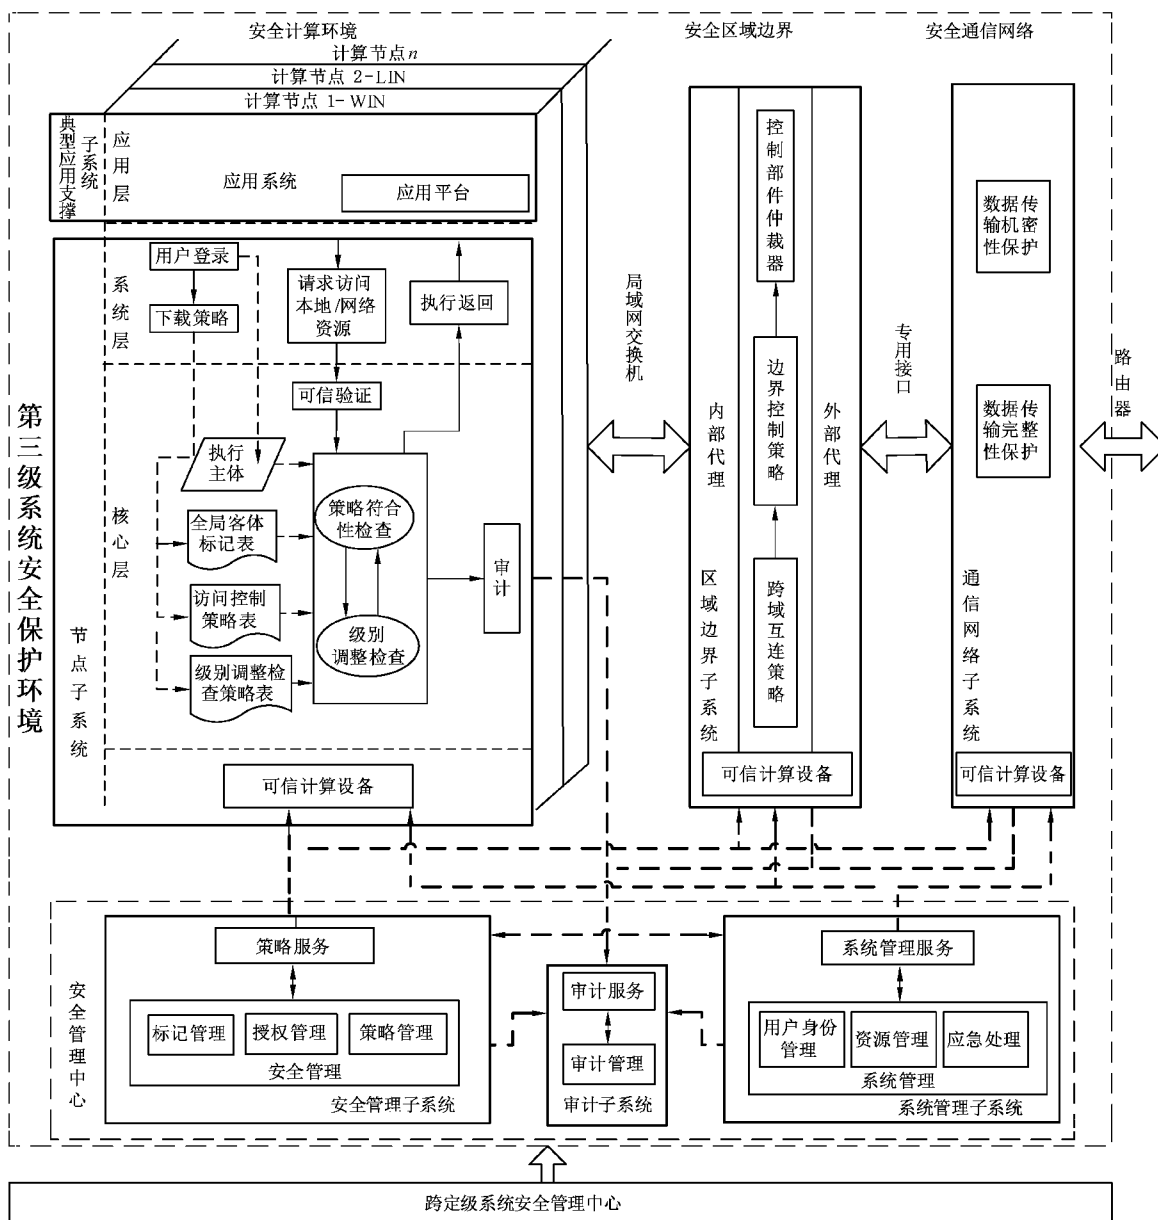 安全计算环境
安全区域边界
安全通信网络
计算节点n
计算节点 2-LIN
计算节点 1-WIN
典型应用支撑
子系统
应用层
应用系统
应用平台
控制部件仲裁器
数据传
输机密
性保护
用户登录
下载策略
系统层
请求访问
本地/网络
资源
执行返回
局域网交换机
专用接口
路由器
第三级系统安全保护环境
可信验证
执行
主体
内部代理
边界控制策略
外部代理
数据传
输完整
性保护
核心层
全局客体
标记表
策略符合
性检查
审计
访问控制
策略表
级别
调整检查
级别调整检
查策略表
节点子系统
区域边界子系统
跨域互连策略
通信网络子系统
可信计算设备
可信计算设备
可信计算设备
安全管理中心
策略服务
标记管理
授权管理
策略管理
安全管理
安全管理子系统
审计服务
审计管理
审计子系统
系统管理服务
用户身份
管理
资源管理
应急处理
系统管理
系统管理子系统
跨定级系统安全管理中心